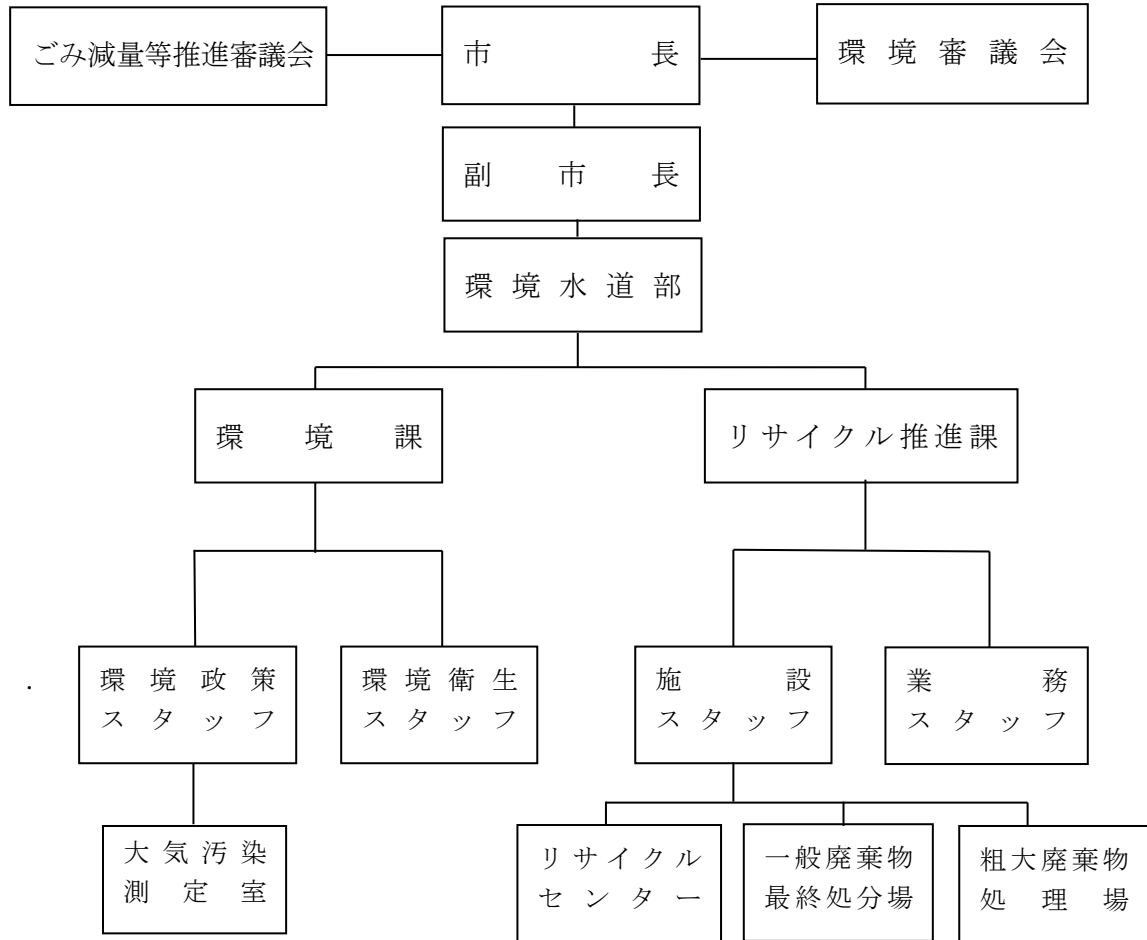 ごみ減量等推進審議会
市長
環境審議会
副市長
環境水道部
環境課
リサイクル推進課
環境政策
スタッフ
環境衛生
スタッフ
施設
スタッフ
業務
スタッフ
大気汚染
測定室
リサイクル
センター
一般廃棄物
最終処分場
粗大廃棄物
処理場